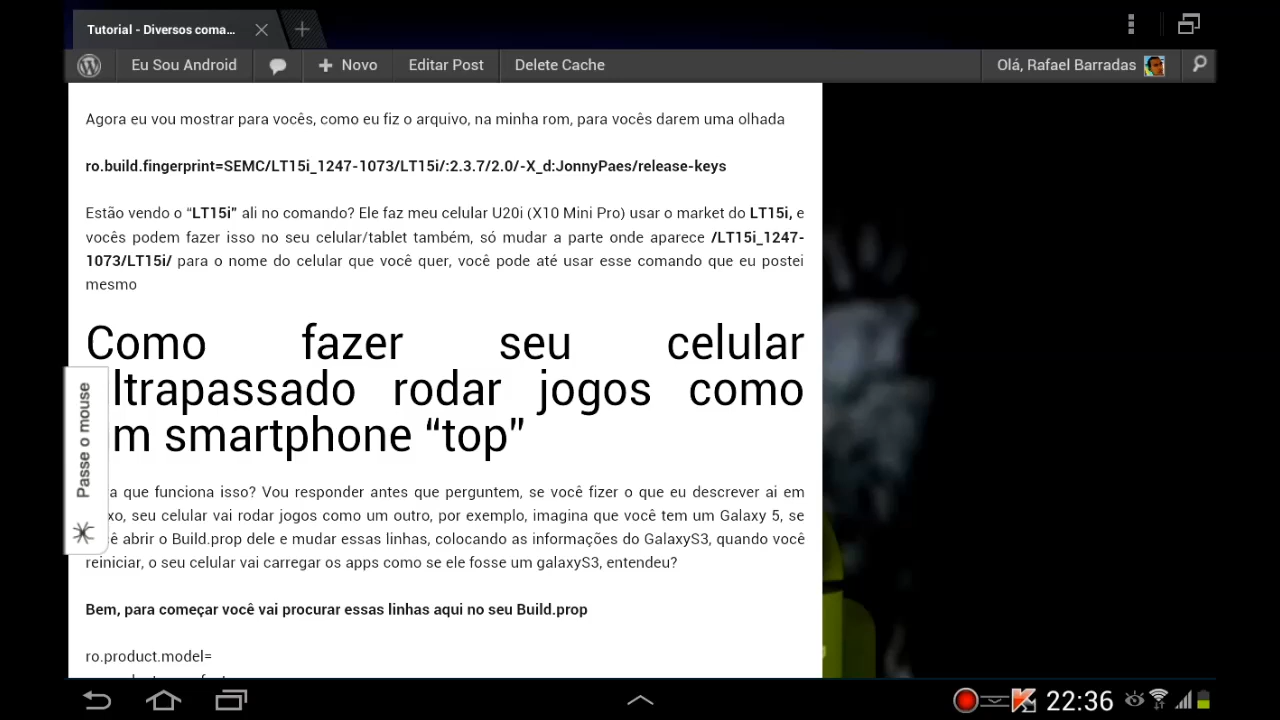 Tutorial - Diversos coma...
Eu Sou Android
Novo
Editar Post
Delete Cache
Olá, Rafael Barradas
Agora eu vou mostrar para vocês, como eu fiz o arquivo, na minha rom, para vocês darem uma olhada
ro.build.fingerprint=SEMC/LT15i_1247-1073/LT15i/:2.3.7/2.0/-X_d:JonnyPaes/release-keys
Estão vendo o “LT15i” ali no comando? Ele faz meu celular U20i (X10 Mini Pro) usar o market do LT15i, e
vocês podem fazer isso no seu celular/tablet também, só mudar a parte onde aparece /LT15i_1247-
1073/LT15i/ para o nome do celular que você quer, você pode até usar esse comando que eu postei
mesmo
Como fazer seu celular
ltrapassado rodar jogos como
m smartphone “top”
Passe o mouse
a que funciona isso? Vou responder antes que perguntem, se você fizer o que eu descrever ai em
xo, seu celular vai rodar jogos como um outro, por exemplo, imagina que você tem um Galaxy 5, se
ê abrir o Build.prop dele e mudar essas linhas, colocando as informações do GalaxyS3, quando você
reiniciar, o seu celular vai carregar os apps como se ele fosse um galaxyS3, entendeu?
Bem, para começar você vai procurar essas linhas aqui no seu Build.prop
ro.product.model=
22:36